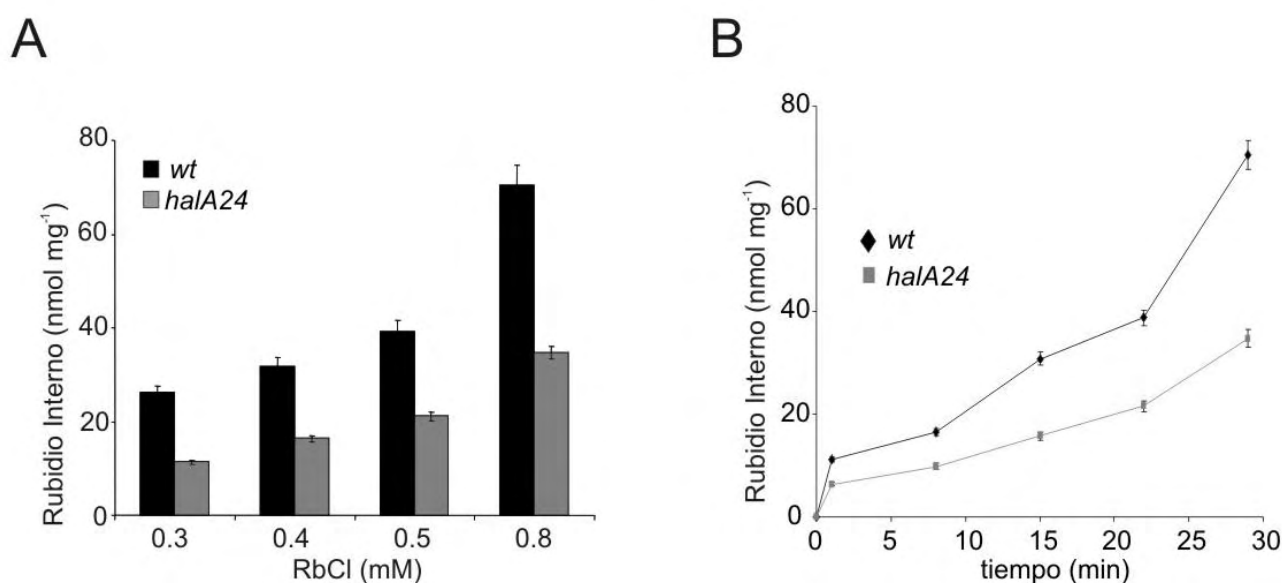 A
Rubidio Interno (nmol mg-1)
80
60
40
20
0
wt
halA24
0.3 0.4 0.5 0.8
RbCl (mM)
B
Rubidio Interno (nmol mg-1)
80
60
40
20
0
wt
halA24
0 5 10 15 20 25 30
tiempo (min)